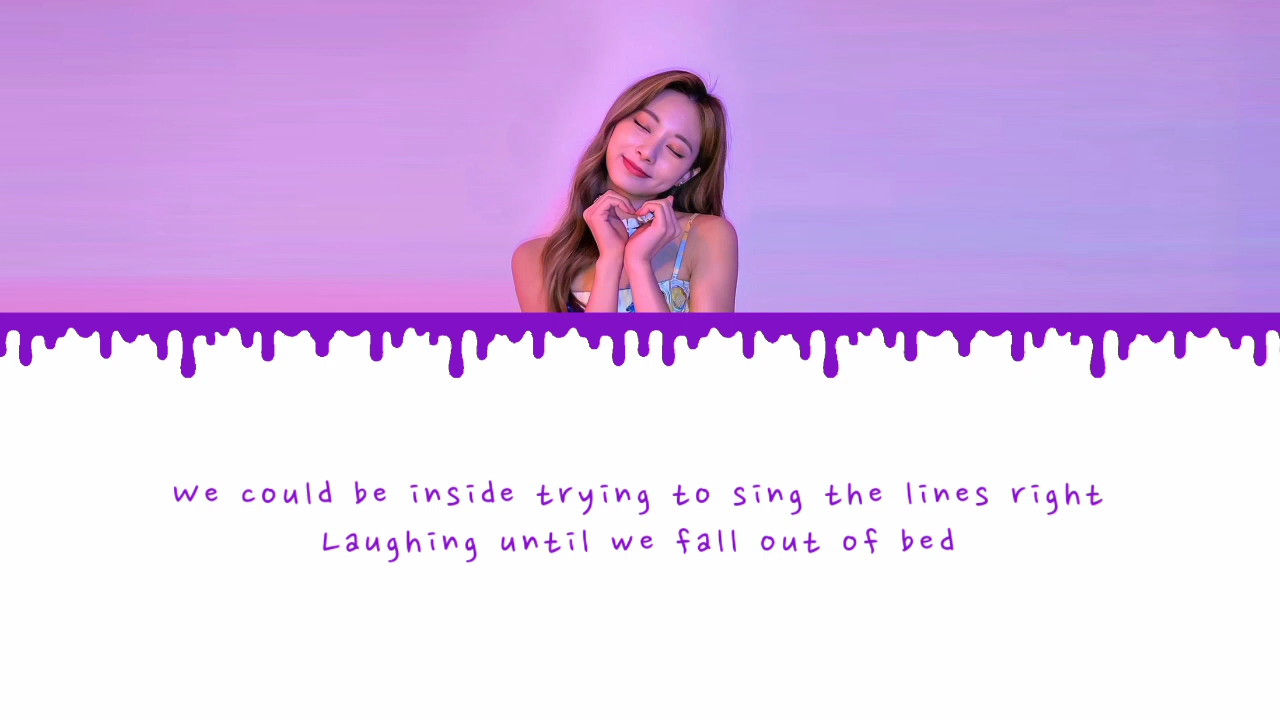 We could be inside trying to sing the lines right
Laughing until we fall out of bed